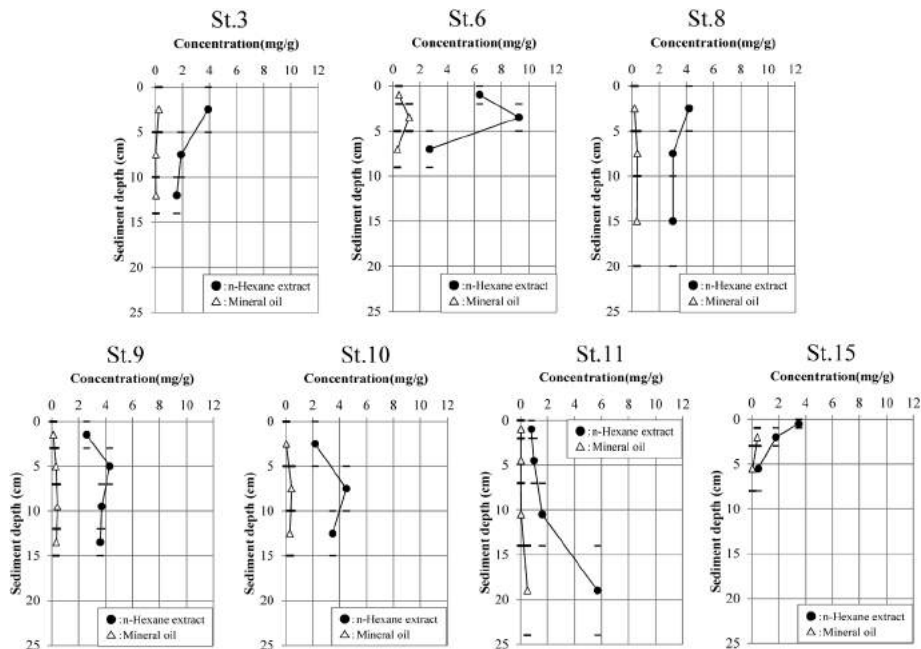 St.3
Concentration(mg/g)
0 2 4 6 8 10 12
Sediment depth (cm)
0
5
10
15
20
25
●:n-Hexane extract
△:Mineral oil
St.6
Concentration(mg/g)
0 2 4 6 8 10 12
Sediment depth (cm)
0
5
10
15
20
25
●:n-Hexane extract
△:Mineral oil
St.8
Concentration(mg/g)
0 2 4 6 8 10 12
Sediment depth (cm)
0
5
10
15
20
25
●:n-Hexane extract
△:Mineral oil
St.9
Concentration(mg/g)
0 2 4 6 8 10 12
Sediment depth (cm)
0
5
10
15
20
25
●:n-Hexane extract
△:Mineral oil
St.10
Concentration(mg/g)
0 2 4 6 8 10 12
Sediment depth (cm)
0
5
10
15
20
25
●:n-Hexane extract
△:Mineral oil
St.11
Concentration(mg/g)
0 2 4 6 8 10 12
Sediment depth (cm)
0
5
10
15
20
25
●:n-Hexane extract
△:Mineral oil
St.15
Concentration(mg/g)
0 2 4 6 8 10 12
Sediment depth (cm)
0
5
10
15
20
25
●:n-Hexane extract
△:Mineral oil